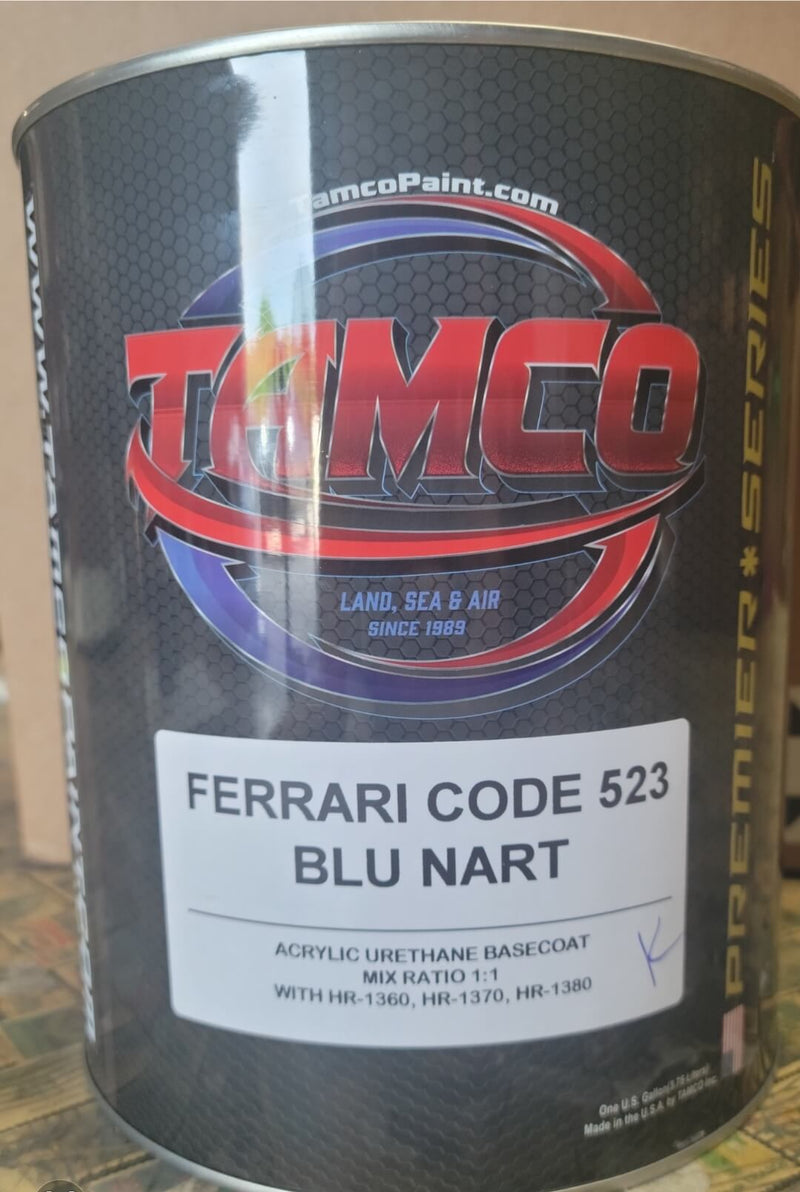 TamcoPaint.com
TAMCO
LAND, SEA & AIR
SINCE 1989
FERRARI CODE 523
BLU NART
ACRYLIC URETHANE BASECOAT
MIX RATIO 1:1
WITH HR-1360, HR-1370, HR-1380
K
PREMIER*SERIES
One U.S. Gallon(3.75 Liters)
Made in the U.S.A. by TAMCO Inc.